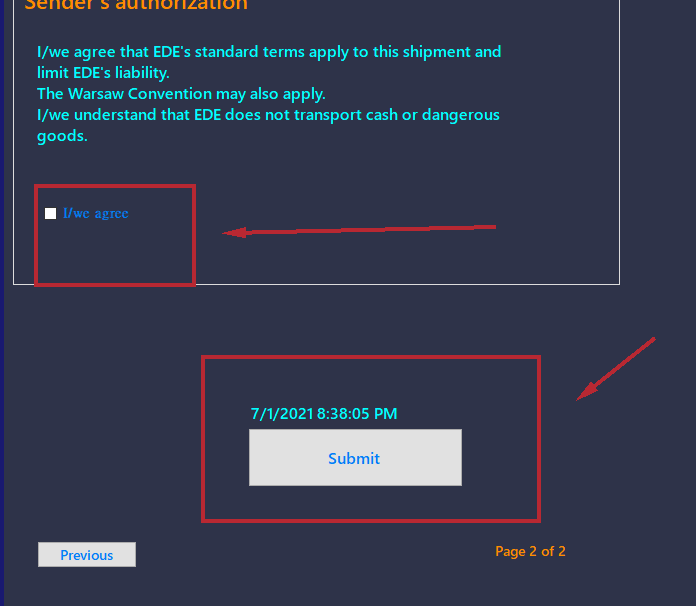 Sender's authorization
I/we agree that EDE's standard terms apply to this shipment and
limit EDE's liability.
The Warsaw Convention may also apply.
I/we understand that EDE does not transport cash or dangerous
goods.
I/we agree
7/1/2021 8:38:05 PM
Submit
Previous
Page 2 of 2